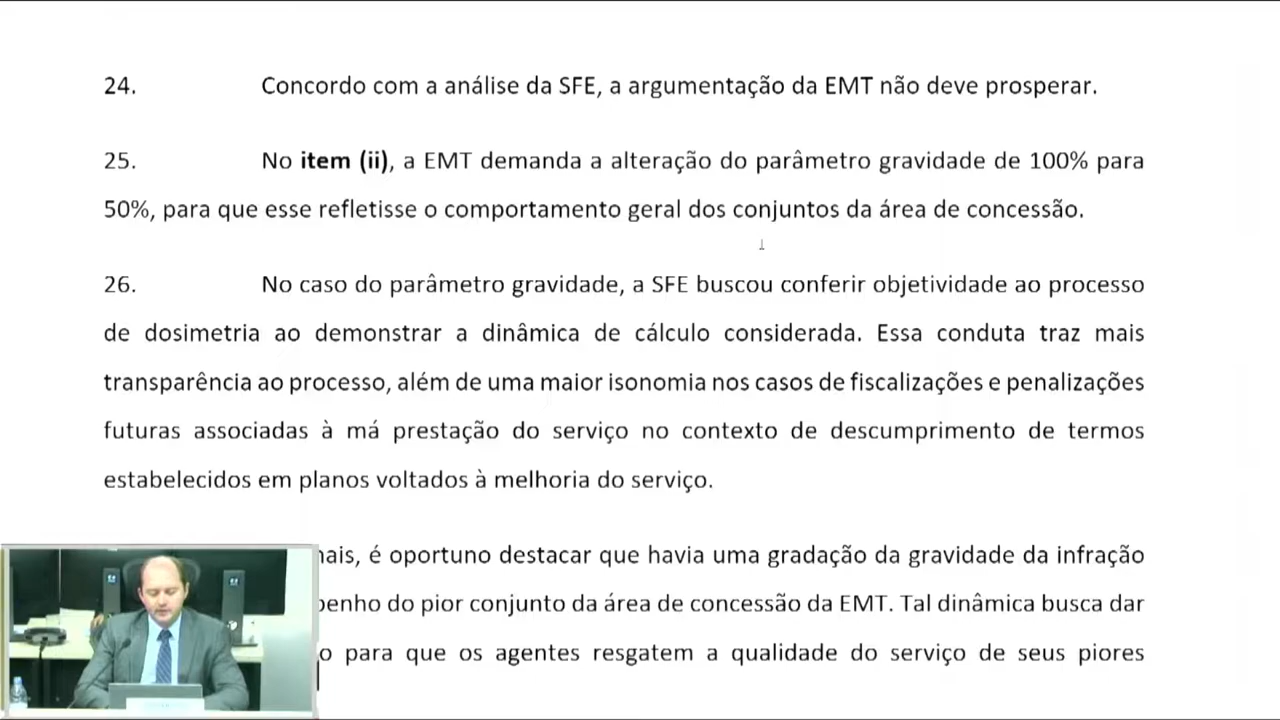 24. Concordo com a análise da SFE, a argumentação da EMT não deve prosperar.
25. No item (ii), a EMT demanda a alteração do parâmetro gravidade de 100% para
50%, para que esse refletisse o comportamento geral dos conjuntos da área de concessão.
26. No caso do parâmetro gravidade, a SFE buscou conferir objetividade ao processo
de dosimetria ao demonstrar a dinâmica de cálculo considerada. Essa conduta traz mais
transparência ao processo, além de uma maior isonomia nos casos de fiscalizações e penalizações
futuras associadas à má prestação do serviço no contexto de descumprimento de termos
estabelecidos em planos voltados à melhoria do serviço.
é oportuno destacar que havia uma gradação da gravidade da infração
do pior conjunto da área de concessão da EMT. Tal dinâmica busca dar
para que os agentes resgatem a qualidade do serviço de seus piores